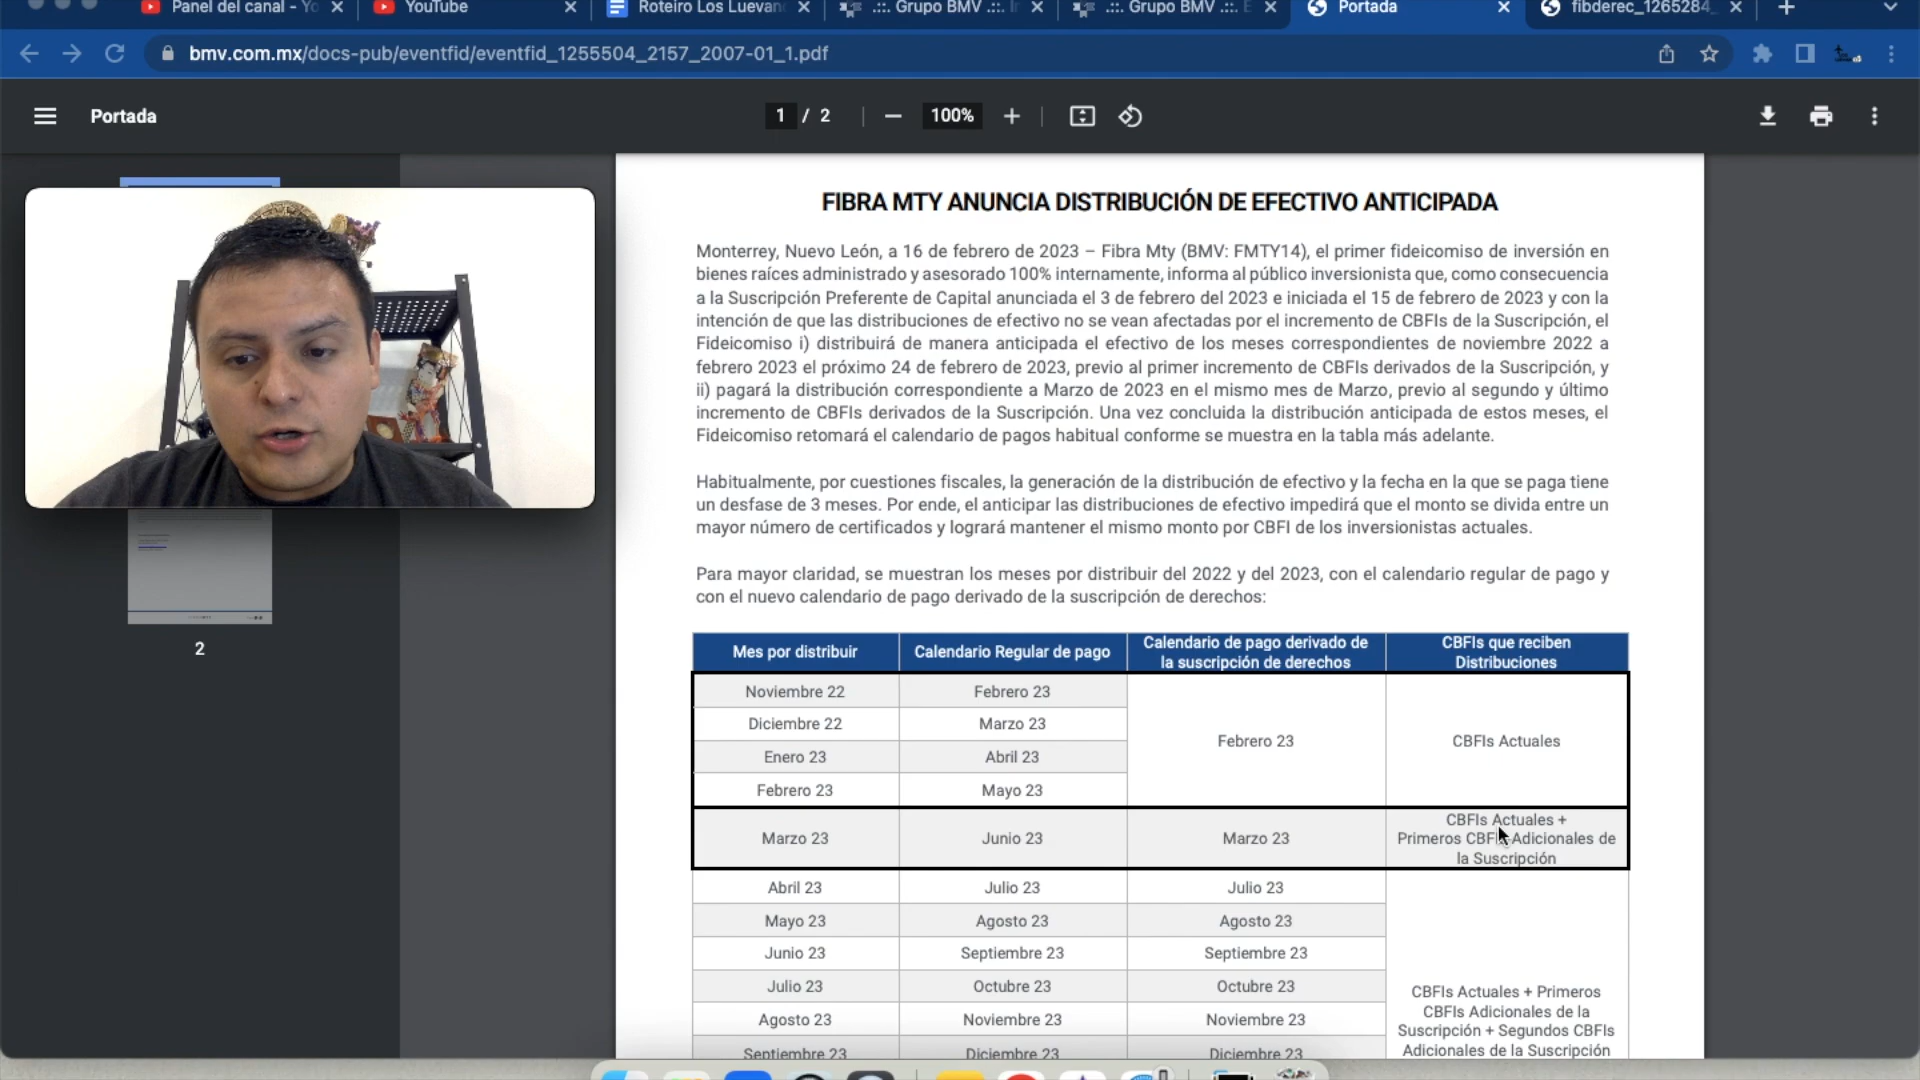 Panel del canal - Yo
YouTube
Roteiro Los Luevan
.::. Grupo BMV .::. I
.::. Grupo BMV .::. E
Portada
fibderec_1265284_
bmv.com.mx/docs-pub/eventfid/eventfid_1255504_2157_2007-01_1.pdf
Portada
1 / 2
100%
2
FIBRA MTY ANUNCIA DISTRIBUCIÓN DE EFECTIVO ANTICIPADA
Monterrey, Nuevo León, a 16 de febrero de 2023 – Fibra Mty (BMV: FMTY14), el primer fideicomiso de inversión en
bienes raíces administrado y asesorado 100% internamente, informa al público inversionista que, como consecuencia
a la Suscripción Preferente de Capital anunciada el 3 de febrero del 2023 e iniciada el 15 de febrero de 2023 y con la
intención de que las distribuciones de efectivo no se vean afectadas por el incremento de CBFIs de la Suscripción, el
Fideicomiso i) distribuirá de manera anticipada el efectivo de los meses correspondientes de noviembre 2022 a
febrero 2023 el próximo 24 de febrero de 2023, previo al primer incremento de CBFIs derivados de la Suscripción, y
ii) pagará la distribución correspondiente a Marzo de 2023 en el mismo mes de Marzo, previo al segundo y último
incremento de CBFIs derivados de la Suscripción. Una vez concluida la distribución anticipada de estos meses, el
Fideicomiso retomará el calendario de pagos habitual conforme se muestra en la tabla más adelante.
Habitualmente, por cuestiones fiscales, la generación de la distribución de efectivo y la fecha en la que se paga tiene
un desfase de 3 meses. Por ende, el anticipar las distribuciones de efectivo impedirá que el monto se divida entre un
mayor número de certificados y logrará mantener el mismo monto por CBFI de los inversionistas actuales.
Para mayor claridad, se muestran los meses por distribuir del 2022 y del 2023, con el calendario regular de pago y
con el nuevo calendario de pago derivado de la suscripción de derechos:
Mes por distribuir
Calendario Regular de pago
Calendario de pago derivado de
la suscripción de derechos
CBFIs que reciben
Distribuciones
Noviembre 22
Febrero 23
Diciembre 22
Marzo 23
Enero 23
Abril 23
Febrero 23
Mayo 23
Febrero 23
CBFIs Actuales
Marzo 23
Junio 23
Marzo 23
CBFIs Actuales +
Primeros CBFIs Adicionales de
la Suscripción
Abril 23
Julio 23
Julio 23
Mayo 23
Agosto 23
Agosto 23
Junio 23
Septiembre 23
Septiembre 23
Julio 23
Octubre 23
Octubre 23
Agosto 23
Noviembre 23
Noviembre 23
Septiembre 23
Diciembre 23
Diciembre 23
CBFIs Actuales + Primeros
CBFIs Adicionales de la
Suscripción + Segundos CBFIs
Adicionales de la Suscripción